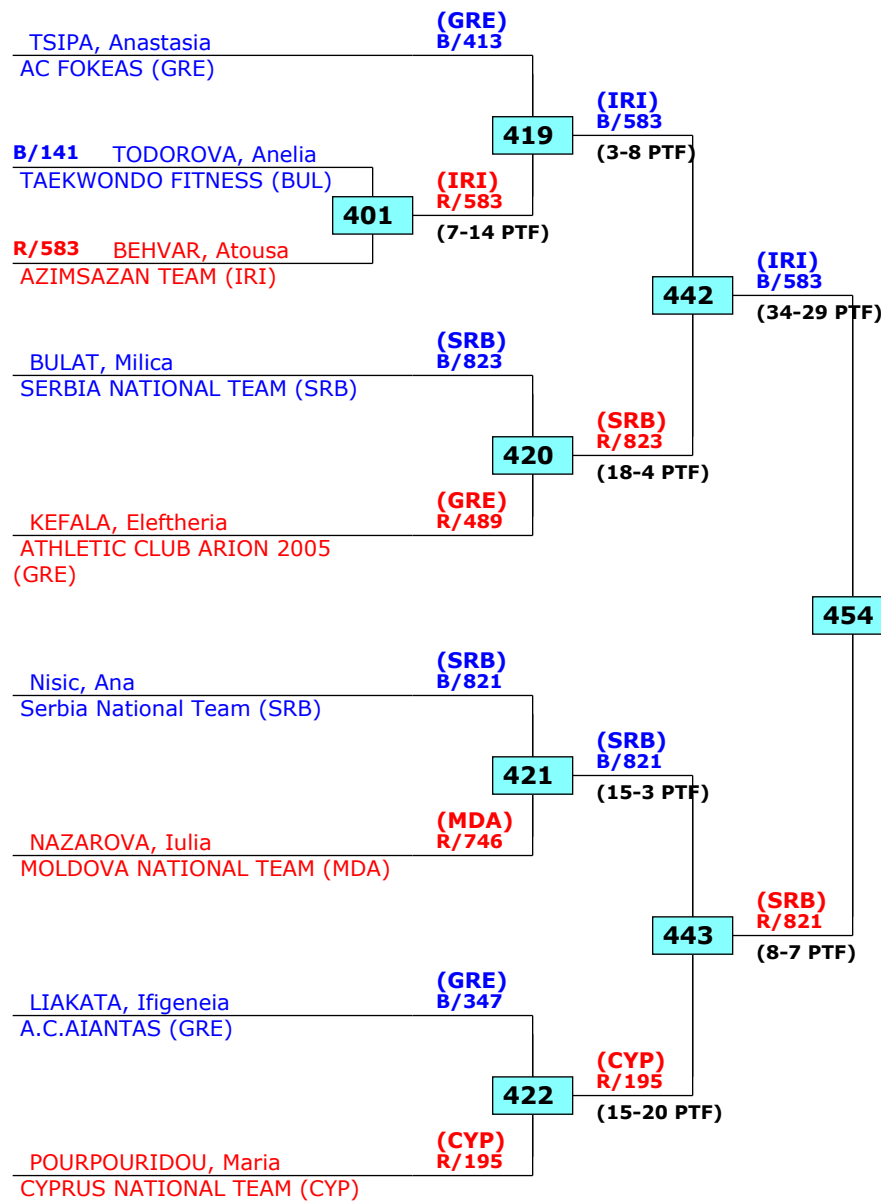 TSIPA, Anastasia
AC FOKEAS (GRE)
(GRE)
B/413
419
(IRI)
B/583
(3-8 PTF)
B/141 TODOROVA, Anelia
TAEKWONDO FITNESS (BUL)
401
(IRI)
R/583
(7-14 PTF)
R/583 BEHVAR, Atousa
AZIMSAZAN TEAM (IRI)
442
(IRI)
B/583
(34-29 PTF)
BULAT, Milica
SERBIA NATIONAL TEAM (SRB)
(SRB)
B/823
420
(SRB)
R/823
(18-4 PTF)
KEFALA, Eleftheria
ATHLETIC CLUB ARION 2005
(GRE)
(GRE)
R/489
454
Nisic, Ana
Serbia National Team (SRB)
(SRB)
B/821
421
(SRB)
B/821
(15-3 PTF)
NAZAROVA, Iulia
MOLDOVA NATIONAL TEAM (MDA)
(MDA)
R/746
443
(SRB)
R/821
(8-7 PTF)
LIAKATA, Ifigeneia
A.C.AIANTAS (GRE)
(GRE)
B/347
422
(CYP)
R/195
(15-20 PTF)
POURPOURIDOU, Maria
CYPRUS NATIONAL TEAM (CYP)
(CYP)
R/195